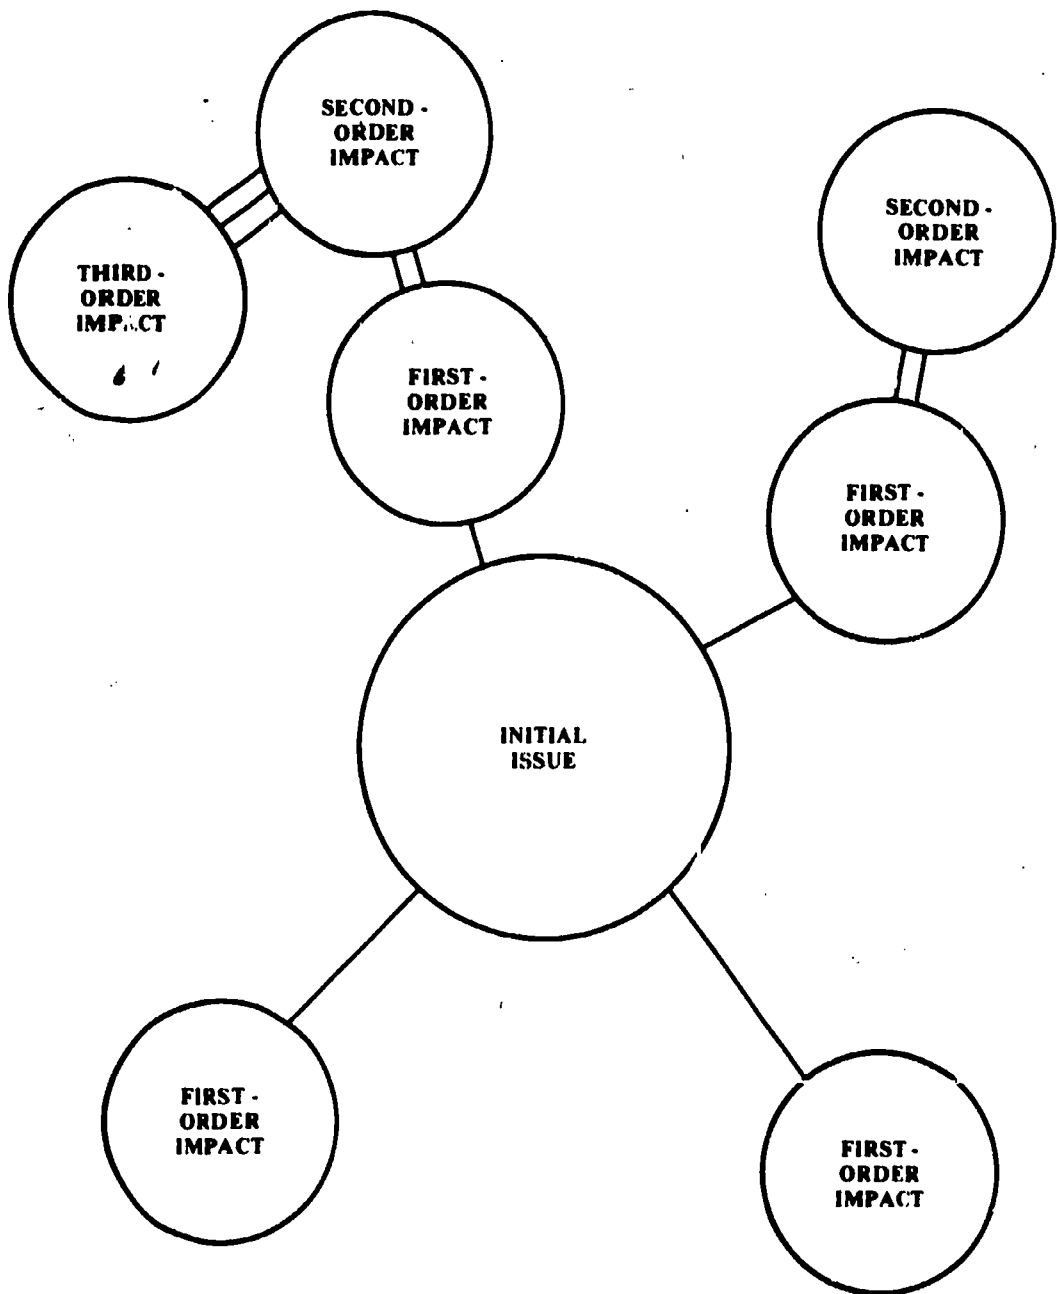 SECOND -
ORDER
IMPACT
SECOND -
ORDER
IMPACT
THIRD -
ORDER
IMPACT
FIRST -
ORDER
IMPACT
FIRST -
ORDER
IMPACT
INITIAL
ISSUE
FIRST -
ORDER
IMPACT
FIRST -
ORDER
IMPACT